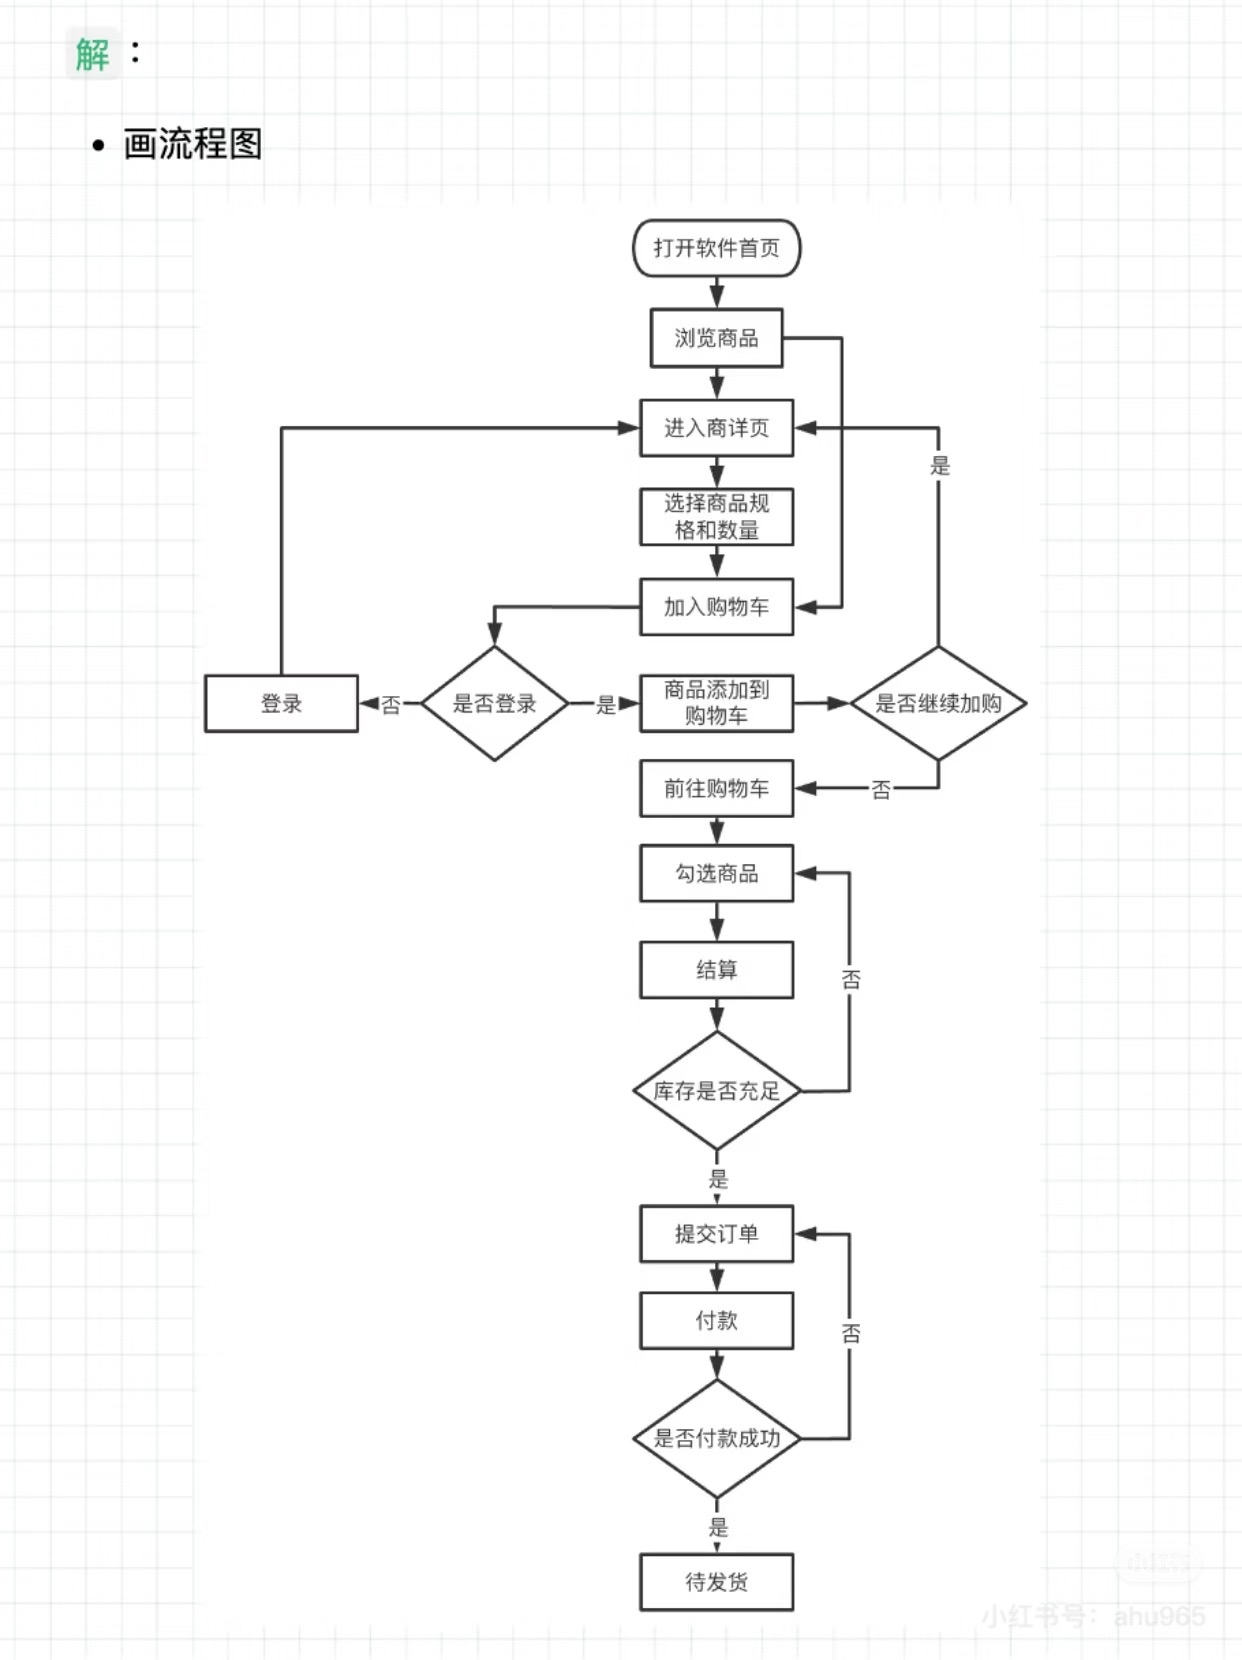 解：
画流程图
打开软件首页
浏览商品
进入商详页
是
选择商品规
格和数量
加入购物车
登录
否
是否登录
是
商品添加到
购物车
是否继续加购
前往购物车
否
勾选商品
结算
否
库存是否充足
是
提交订单
付款
否
是否付款成功
是
待发货
小红书号：ahu965